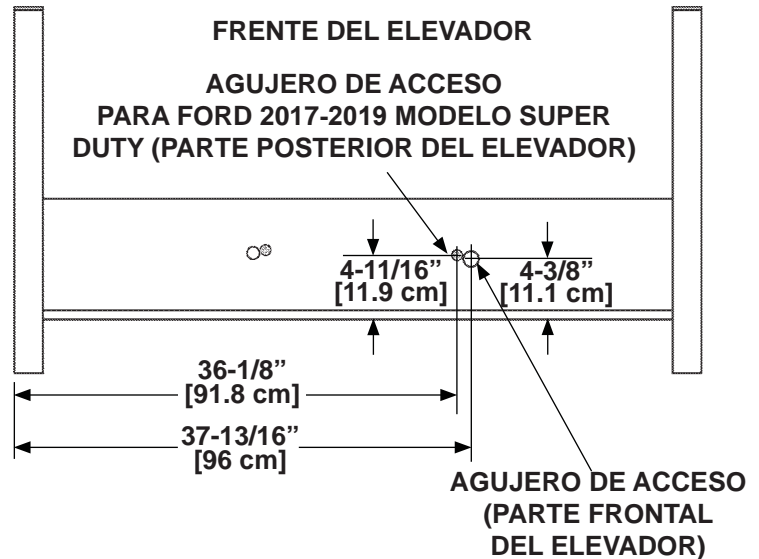 FRENTE DEL ELEVADOR
AGUJERO DE ACCESO
PARA FORD 2017-2019 MODELO SUPER
DUTY (PARTE POSTERIOR DEL ELEVADOR)
4-11/16”
[11.9 cm]
4-3/8”
[11.1 cm]
36-1/8”
[91.8 cm]
37-13/16”
[96 cm]
AGUJERO DE ACCESO
(PARTE FRONTAL
DEL ELEVADOR)